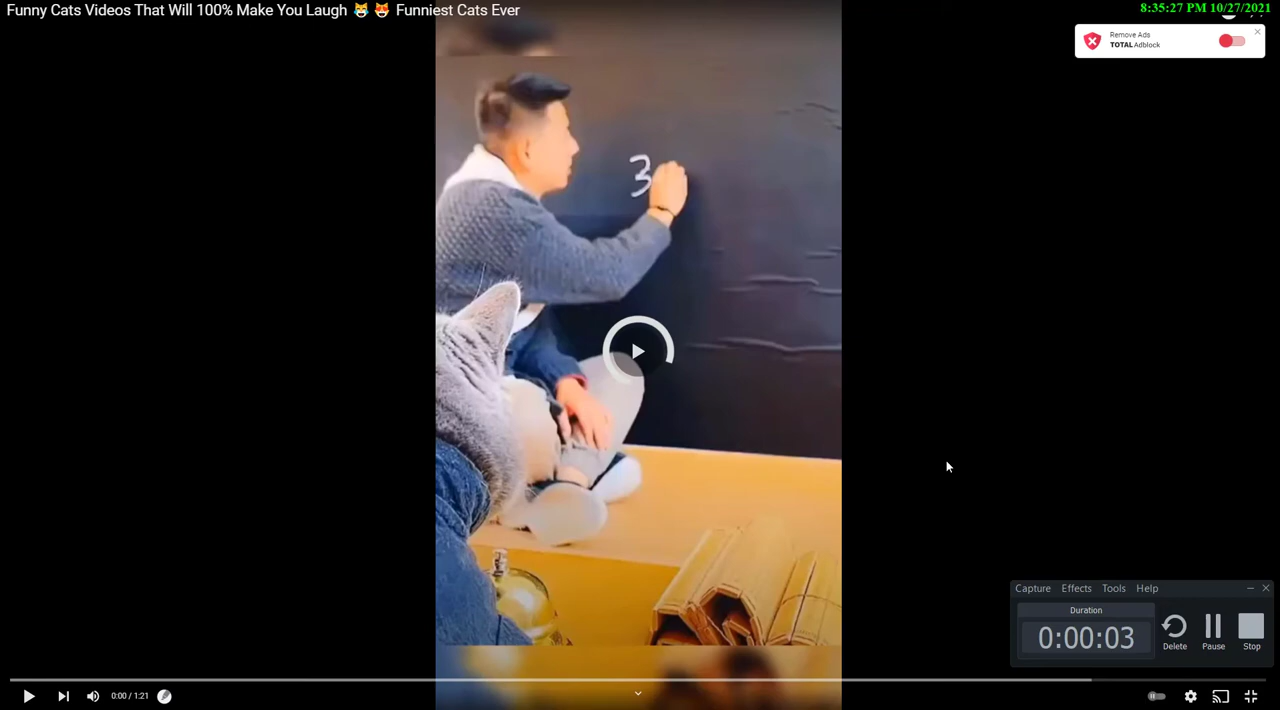 Funny Cats Videos That Will 100% Make You Laugh 😹 😻 Funniest Cats Ever
8:35:27 PM 10/27/2021
Remove Ads
TOTAL Adblock
3
Capture Effects Tools Help
Duration
0:00:03
Delete Pause Stop
0:00 / 1:21